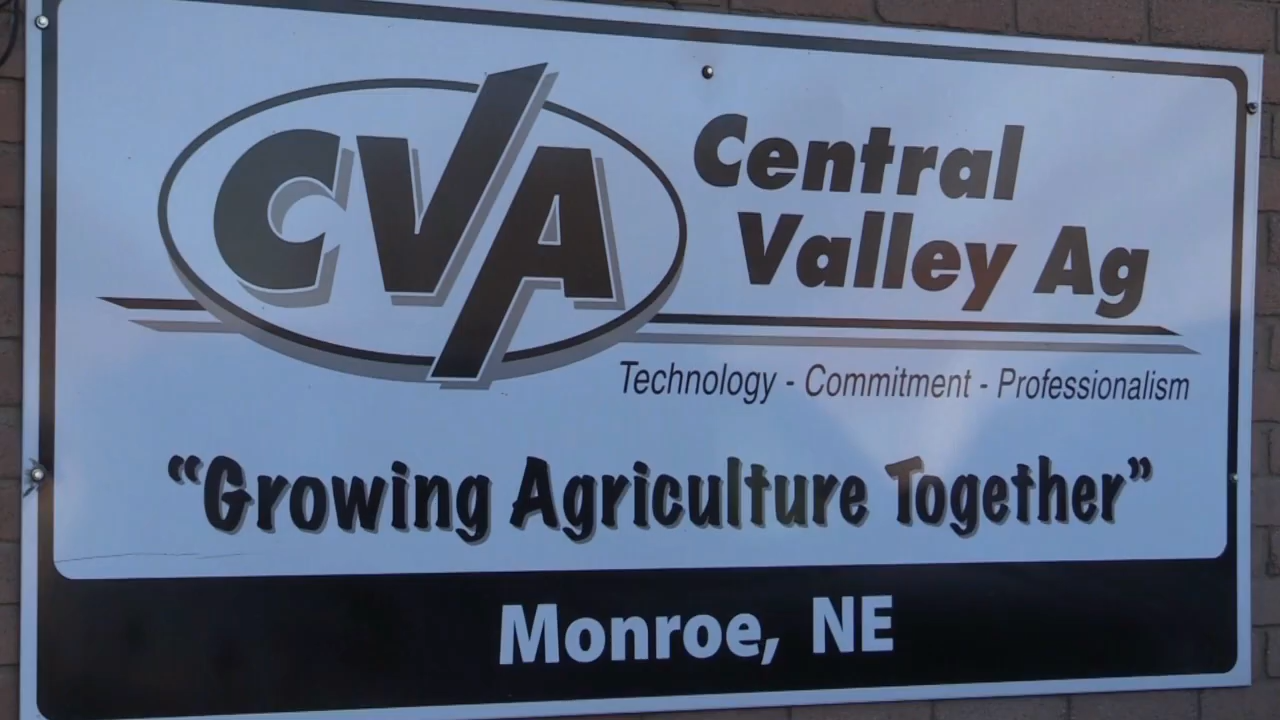 CVA
Central
Valley Ag
Technology - Commitment - Professionalism
“Growing Agriculture Together”
Monroe, NE